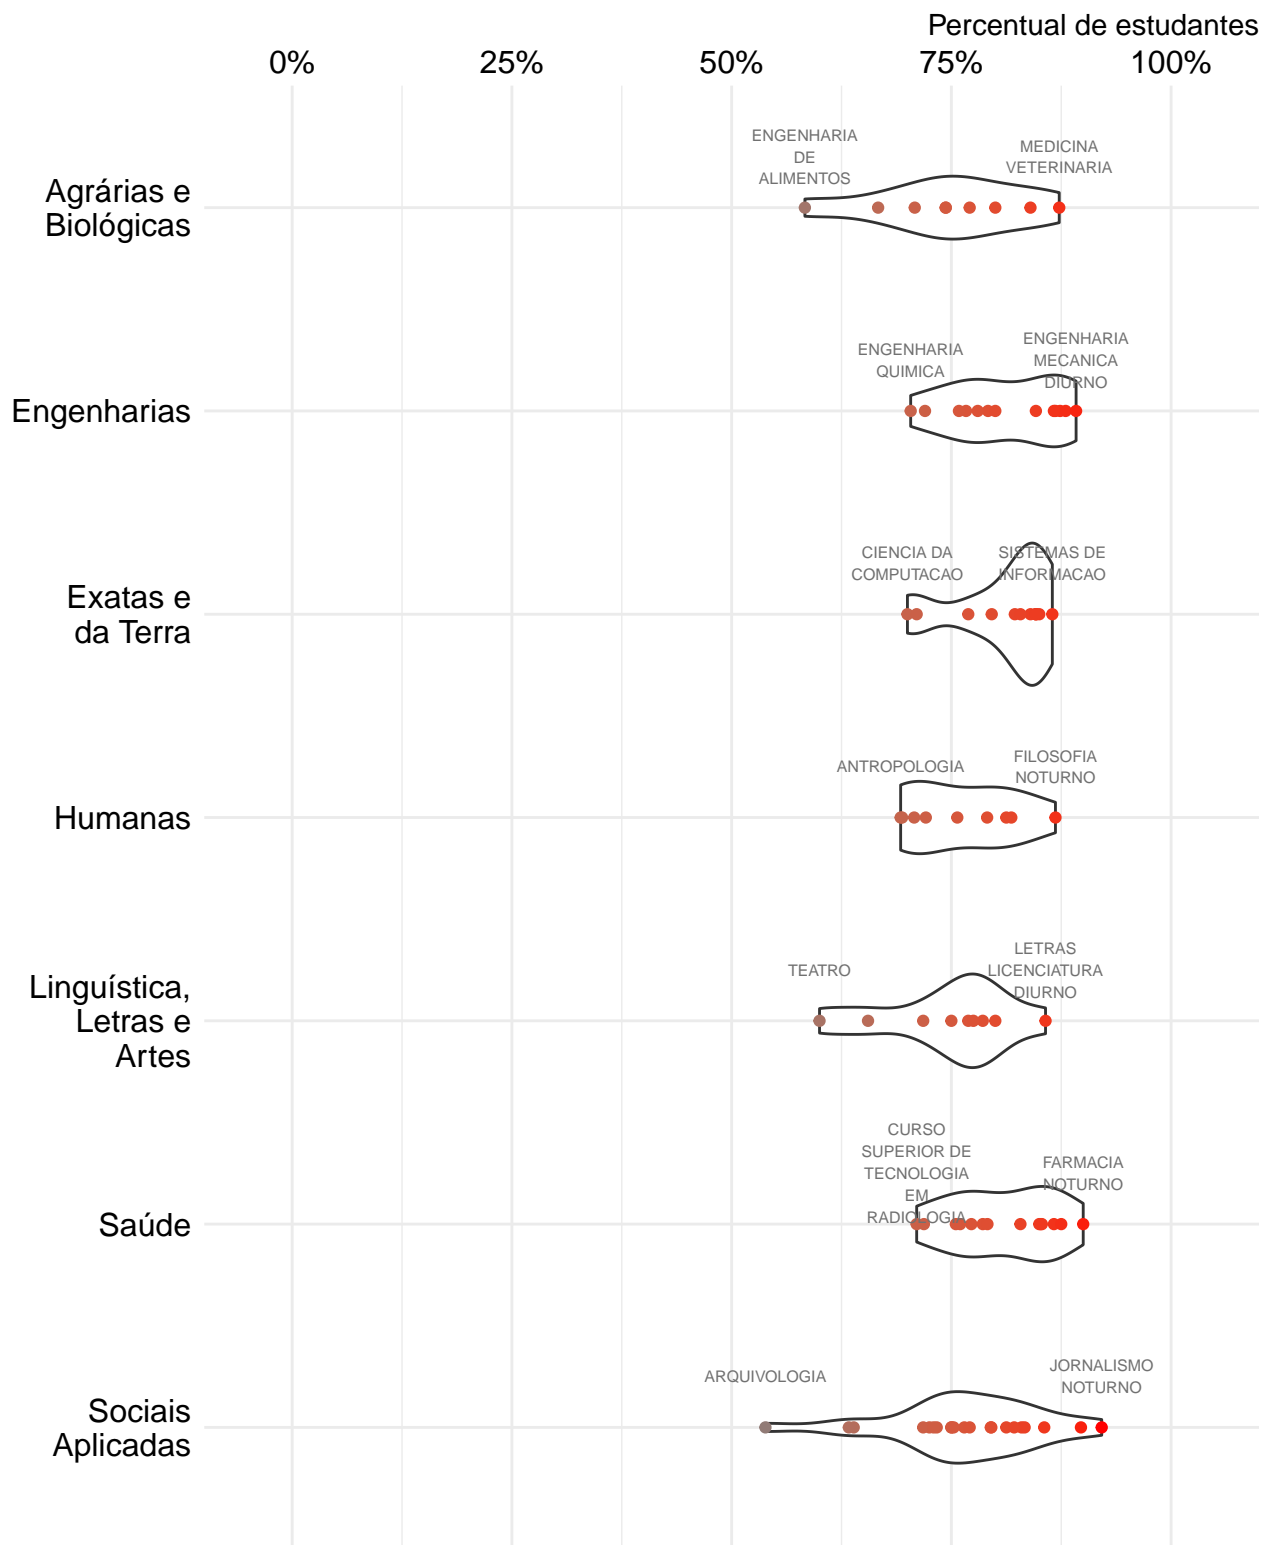 Percentual de estudantes
0% 25% 50% 75% 100%
ENGENHARIA
DE
ALIMENTOS
MEDICINA
VETERINARIA
Agrárias e
Biológicas
ENGENHARIA
QUIMICA
ENGENHARIA
MECANICA
DIURNO
Engenharias
CIENCIA DA
COMPUTACAO
SISTEMAS DE
INFORMACAO
Exatas e
da Terra
ANTROPOLOGIA
FILOSOFIA
NOTURNO
Humanas
TEATRO
LETRAS
LICENCIATURA
DIURNO
Linguística,
Letras e
Artes
CURSO
SUPERIOR DE
TECNOLOGIA
EM
RADIOLOGIA
FARMACIA
NOTURNO
Saúde
ARQUIVOLOGIA
JORNALISMO
NOTURNO
Sociais
Aplicadas